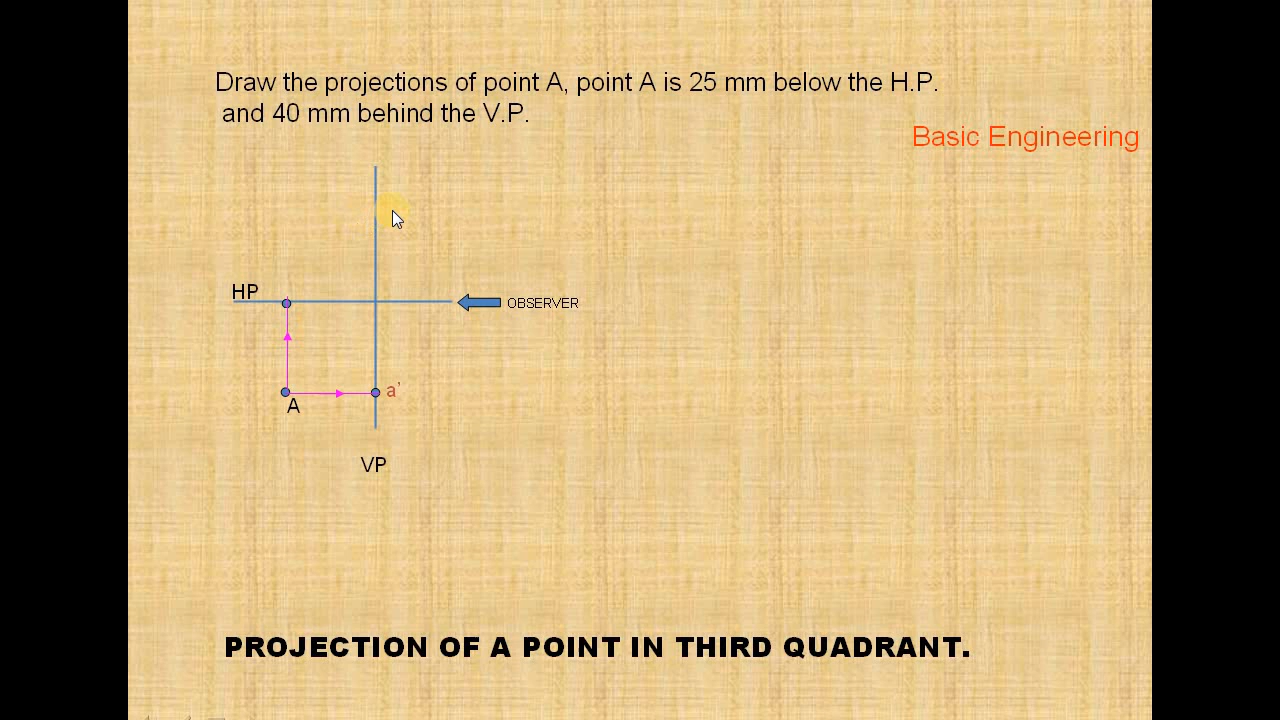 Draw the projections of point A, point A is 25 mm below the H.P.
and 40 mm behind the V.P.
Basic Engineering
HP
OBSERVER
a'
A
VP
PROJECTION OF A POINT IN THIRD QUADRANT.